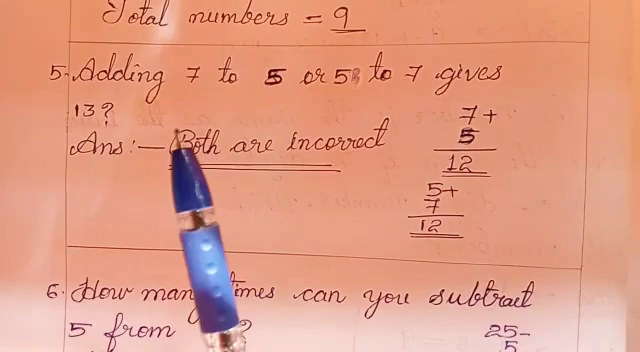 Total numbers = 9
5. Adding 7 to 5 or 5 to 7 gives
13?
Ans:— Both are incorrect
7+
5
12
5+
7
12
6. How many times can you subtract
5 from ?
25-
5